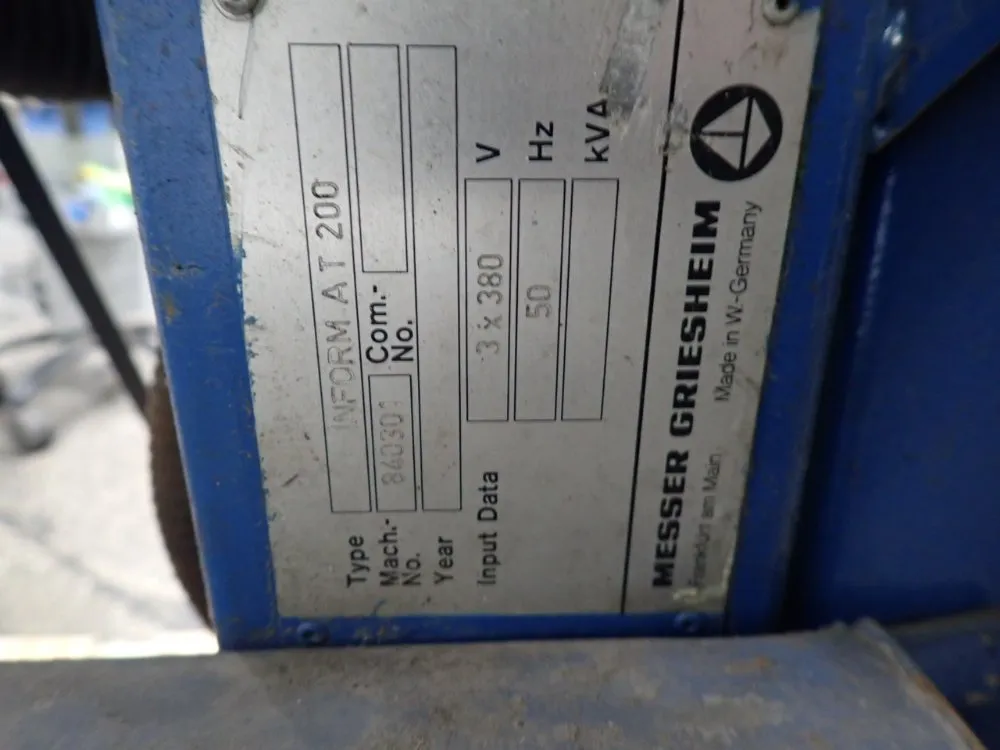 Type INFORM AT 200
Mach.-No. 840301 Com.-No.
Year
Input Data 3 x 380 V
50 Hz
kVA
MESSER GRIESHEIM
Frankfurt am Main Made in W-Germany